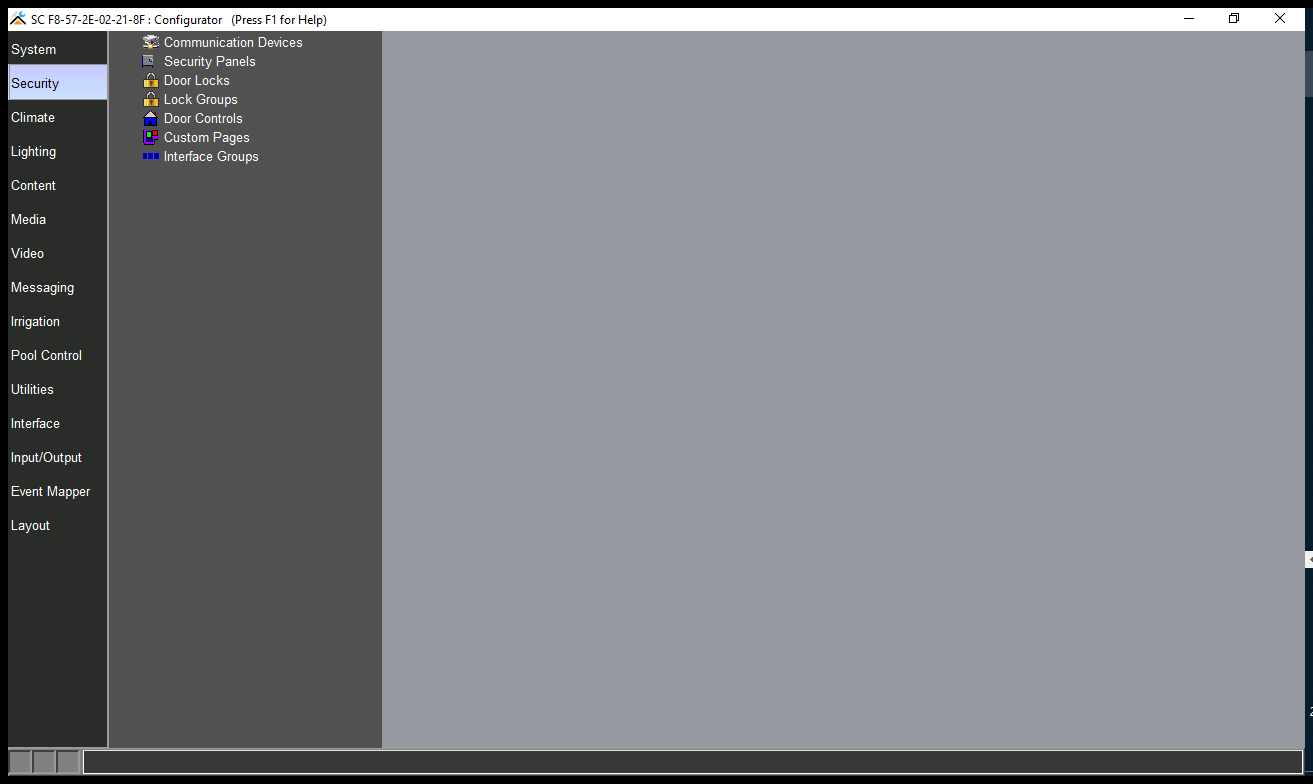 SC F8-57-2E-02-21-8F : Configurator (Press F1 for Help)
System
Security
Climate
Lighting
Content
Media
Video
Messaging
Irrigation
Pool Control
Utilities
Interface
Input/Output
Event Mapper
Layout
Communication Devices
Security Panels
Door Locks
Lock Groups
Door Controls
Custom Pages
Interface Groups